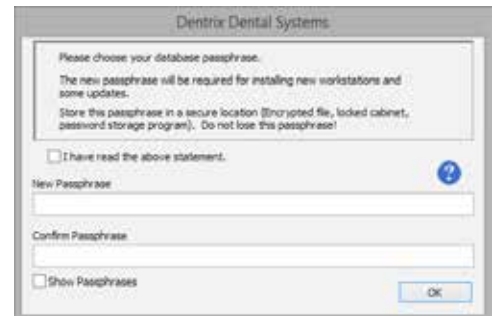 Dentrix Dental Systems
Please choose your database passphrase.
The new passphrase will be required for installing new workstations and
some updates.
Store this passphrase in a secure location (Encrypted file, locked cabinet,
password storage program). Do not lose this passphrase!
I have read the above statement.
?
New Passphrase
Confirm Passphrase
Show Passphrases
OK